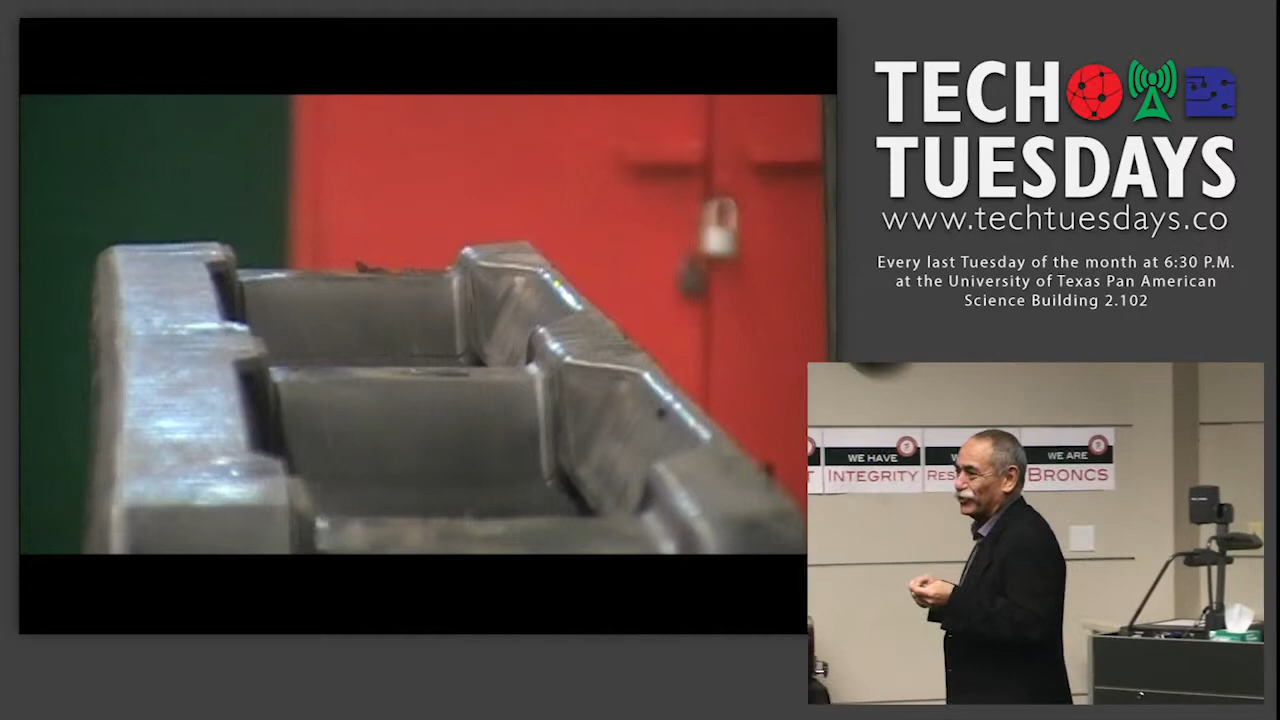 TECH
TUESDAYS
www.techtuesdays.co
Every last Tuesday of the month at 6:30 P.M.
at the University of Texas Pan American
Science Building 2.102
WE HAVE
INTEGRITY
WE ARE
BRONCS